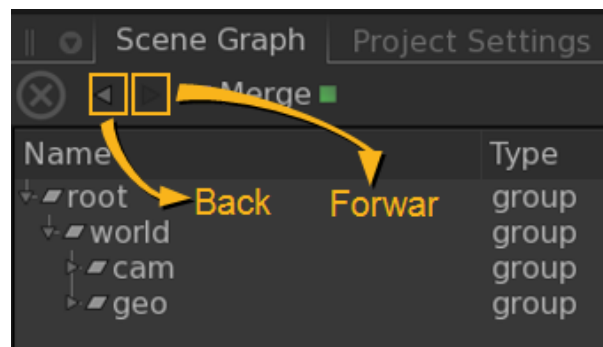 Scene Graph Project Settings
Merge
Name Type
root group
Back Forwar
world group
cam group
geo group